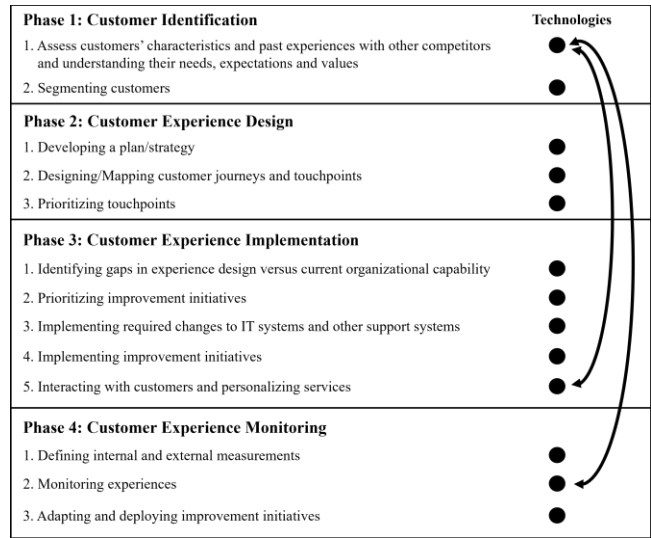 Phase 1: Customer Identification
Technologies
1. Assess customers' characteristics and past experiences with other competitors
and understanding their needs, expectations and values
2. Segmenting customers
Phase 2: Customer Experience Design
1. Developing a plan/strategy
2. Designing/Mapping customer journeys and touchpoints
3. Prioritizing touchpoints
Phase 3: Customer Experience Implementation
1. Identifying gaps in experience design versus current organizational capability
2. Prioritizing improvement initiatives
3. Implementing required changes to IT systems and other support systems
4. Implementing improvement initiatives
5. Interacting with customers and personalizing services
Phase 4: Customer Experience Monitoring
1. Defining internal and external measurements
2. Monitoring experiences
3. Adapting and deploying improvement initiatives